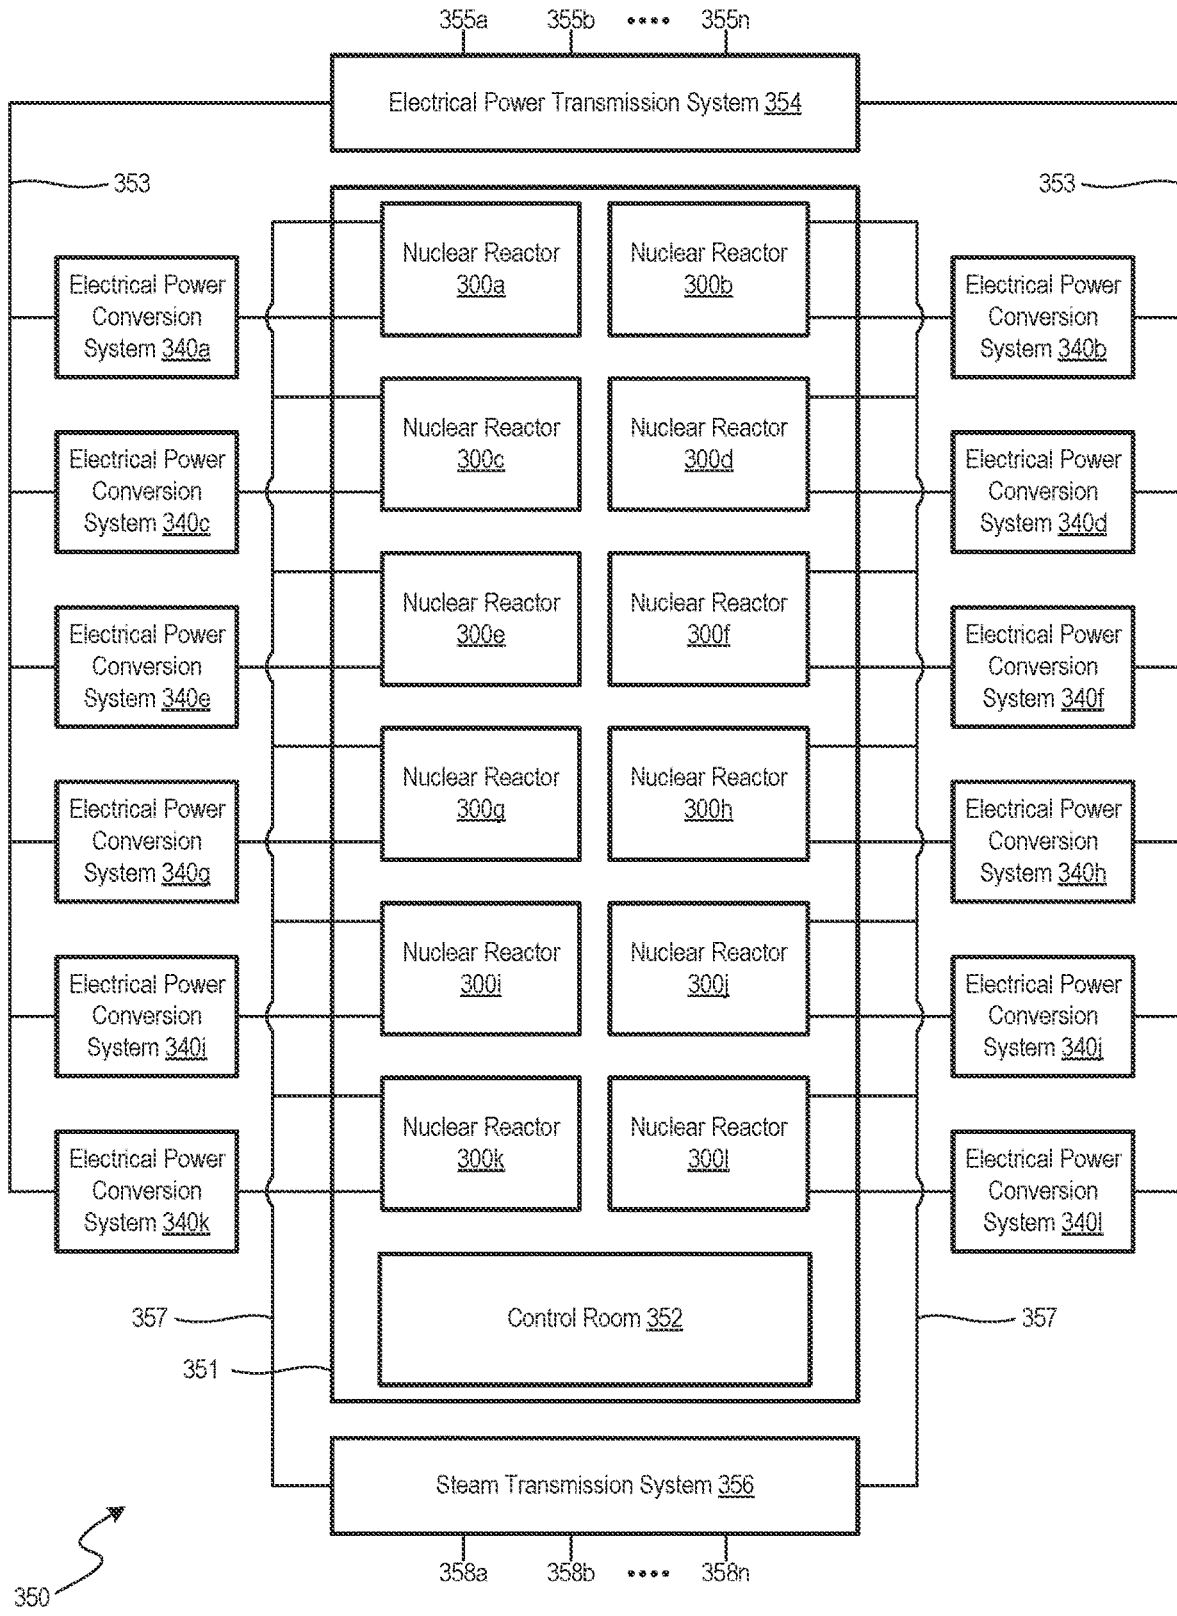 355a 355b •••• 355n
Electrical Power Transmission System 354
353
353
Nuclear Reactor
300a
Nuclear Reactor
300b
Electrical Power
Conversion
System 340a
Electrical Power
Conversion
System 340b
Nuclear Reactor
300c
Nuclear Reactor
300d
Electrical Power
Conversion
System 340c
Electrical Power
Conversion
System 340d
Nuclear Reactor
300e
Nuclear Reactor
300f
Electrical Power
Conversion
System 340e
Electrical Power
Conversion
System 340f
Nuclear Reactor
300g
Nuclear Reactor
300h
Electrical Power
Conversion
System 340g
Electrical Power
Conversion
System 340h
Nuclear Reactor
300i
Nuclear Reactor
300j
Electrical Power
Conversion
System 340i
Electrical Power
Conversion
System 340j
Nuclear Reactor
300k
Nuclear Reactor
300l
Electrical Power
Conversion
System 340k
Electrical Power
Conversion
System 340l
357
Control Room 352
357
351
Steam Transmission System 356
358a 358b •••• 358n
350